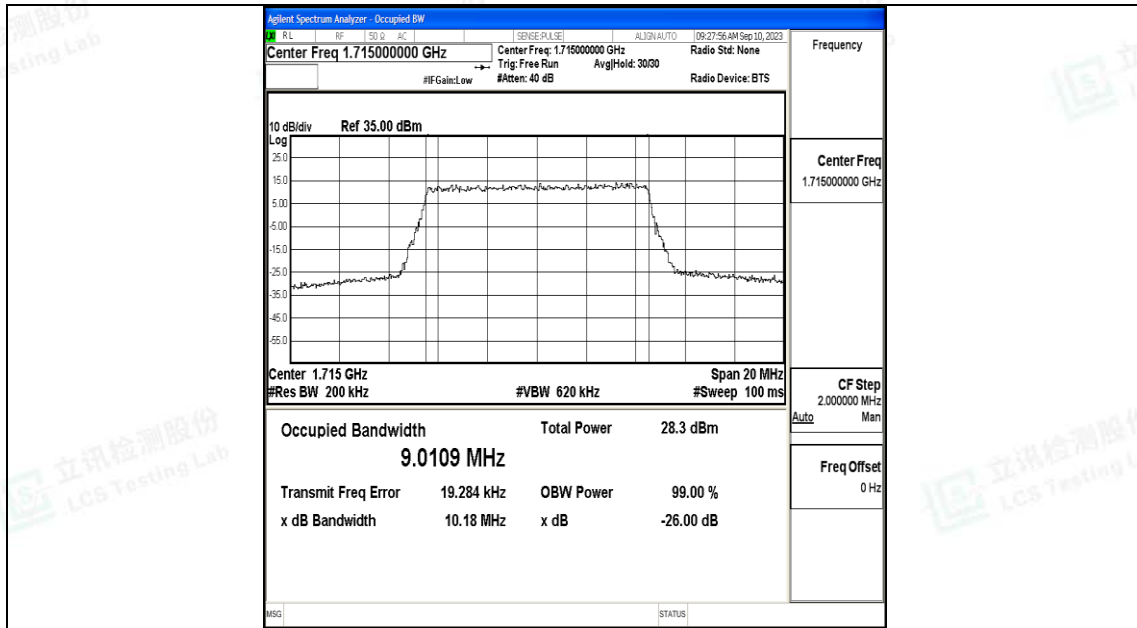 Agilent Spectrum Analyzer - Occupied BW
LXI RL RF 50 Ω AC SENSE:PULSE ALIGN AUTO 09:27:56 AM Sep 10, 2023
Center Freq 1.715000000 GHz Center Freq: 1.715000000 GHz Radio Std: None
Trig: Free Run Avg|Hold: 30/30
#IFGain:Low #Atten: 40 dB Radio Device: BTS
Frequency
10 dB/div Ref 35.00 dBm
Log
25.0
15.0
5.00
-5.00
-15.0
-25.0
-35.0
-45.0
-55.0
Center 1.715 GHz Span 20 MHz
#Res BW 200 kHz #VBW 620 kHz #Sweep 100 ms
Center Freq
1.715000000 GHz
CF Step
2.000000 MHz
Auto Man
Freq Offset
0 Hz
Occupied Bandwidth Total Power 28.3 dBm
9.0109 MHz
Transmit Freq Error 19.284 kHz OBW Power 99.00 %
x dB Bandwidth 10.18 MHz x dB -26.00 dB
MSG STATUS
立讯检测股份
LCS Testing Lab